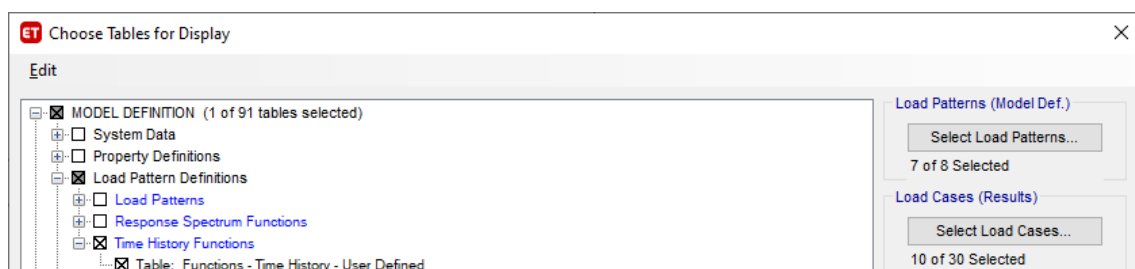 ET Choose Tables for Display
Edit
MODEL DEFINITION (1 of 91 tables selected)
System Data
Property Definitions
Load Pattern Definitions
Load Patterns
Response Spectrum Functions
Time History Functions
Table: Functions - Time History - User Defined
Load Patterns (Model Def.)
Select Load Patterns...
7 of 8 Selected
Load Cases (Results)
Select Load Cases...
10 of 30 Selected